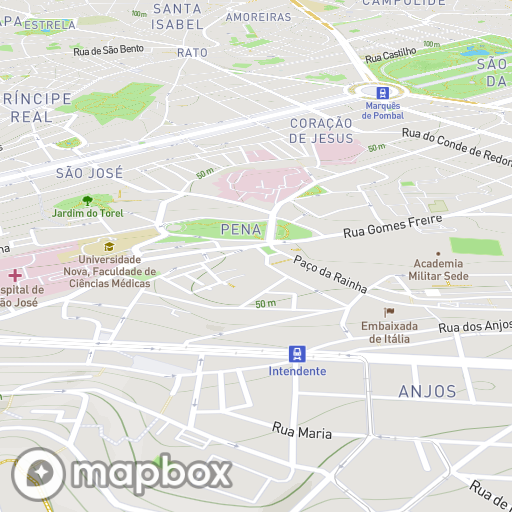 CAMPOLIDE
SANTA
ISABEL
AMOREIRAS
ESTRELA
100 m
100 m
Rua de São Bento
RATO
Rua Castilho
SÃO
DA
Marquês
de Pombal
PRÍNCIPE
REAL
CORAÇÃO
DE JESUS
Rua do Conde de Redon
50 m
50 m
SÃO JOSÉ
Jardim do Torel
PENA
Rua Gomes Freire
Universidade
Nova, Faculdade de
Ciências Médicas
Academia
Militar Sede
Paço da Rainha
ospital de
ão José
50 m
Embaixada
de Itália
Rua dos Anjos
Intendente
ANJOS
Rua Maria
mapbox
Rua de